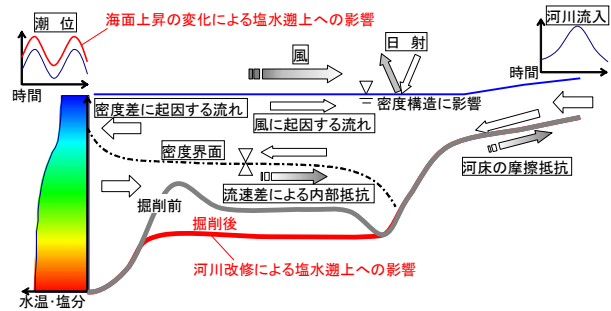 潮 位
海面上昇の変化による塩水遡上への影響
時間
風
日 射
河川流入
時間
密度差に起因する流れ
風に起因する流れ
密度構造に影響
密度界面
流速差による内部抵抗
河床の摩擦抵抗
掘削前
掘削後
河川改修による塩水遡上への影響
水温・塩分